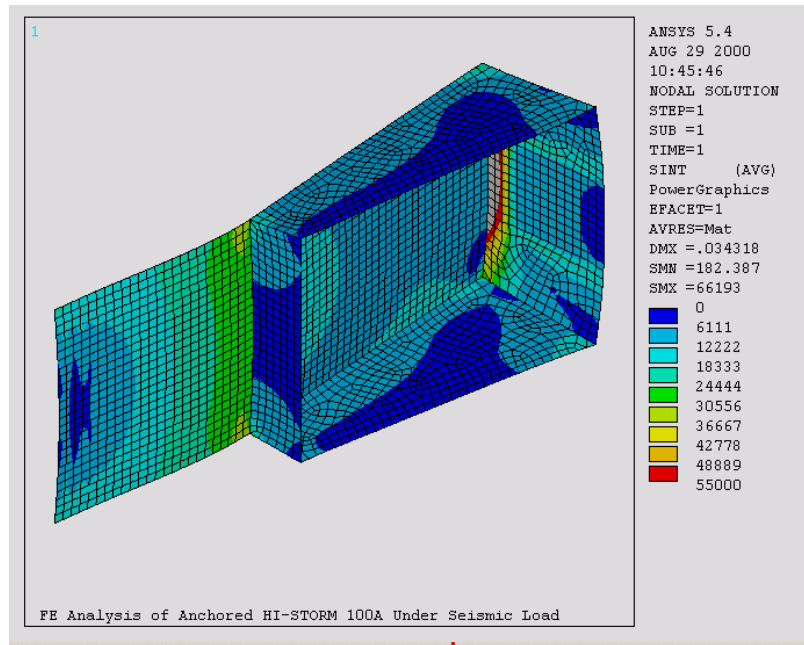 1
ANSYS 5.4
AUG 29 2000
10:45:46
NODAL SOLUTION
STEP=1
SUB =1
TIME=1
SINT (AVG)
PowerGraphics
EFACET=1
AVRES=Mat
DMX =.034318
SMN =182.387
SMX =66193
0
6111
12222
18333
24444
30556
36667
42778
48889
55000
FE Analysis of Anchored HI-STORM 100A Under Seismic Load